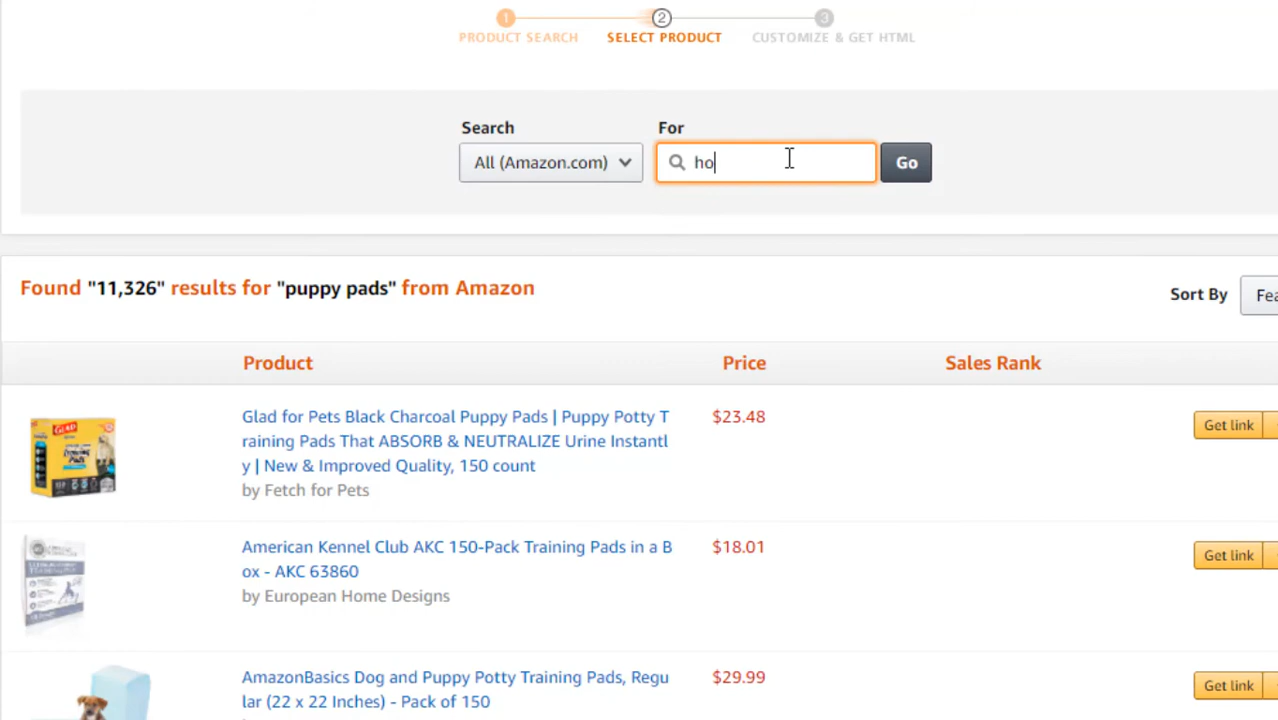 1
2
3
PRODUCT SEARCH
SELECT PRODUCT
CUSTOMIZE & GET HTML
Search
For
All (Amazon.com)
ho
Go
Found "11,326" results for "puppy pads" from Amazon
Sort By
Fea
Product
Price
Sales Rank
Glad for Pets Black Charcoal Puppy Pads | Puppy Potty T
raining Pads That ABSORB & NEUTRALIZE Urine Instantl
y | New & Improved Quality, 150 count
by Fetch for Pets
$23.48
Get link
GLAD
American Kennel Club AKC 150-Pack Training Pads in a B
ox - AKC 63860
by European Home Designs
$18.01
Get link
AmazonBasics Dog and Puppy Potty Training Pads, Regu
lar (22 x 22 Inches) - Pack of 150
$29.99
Get link